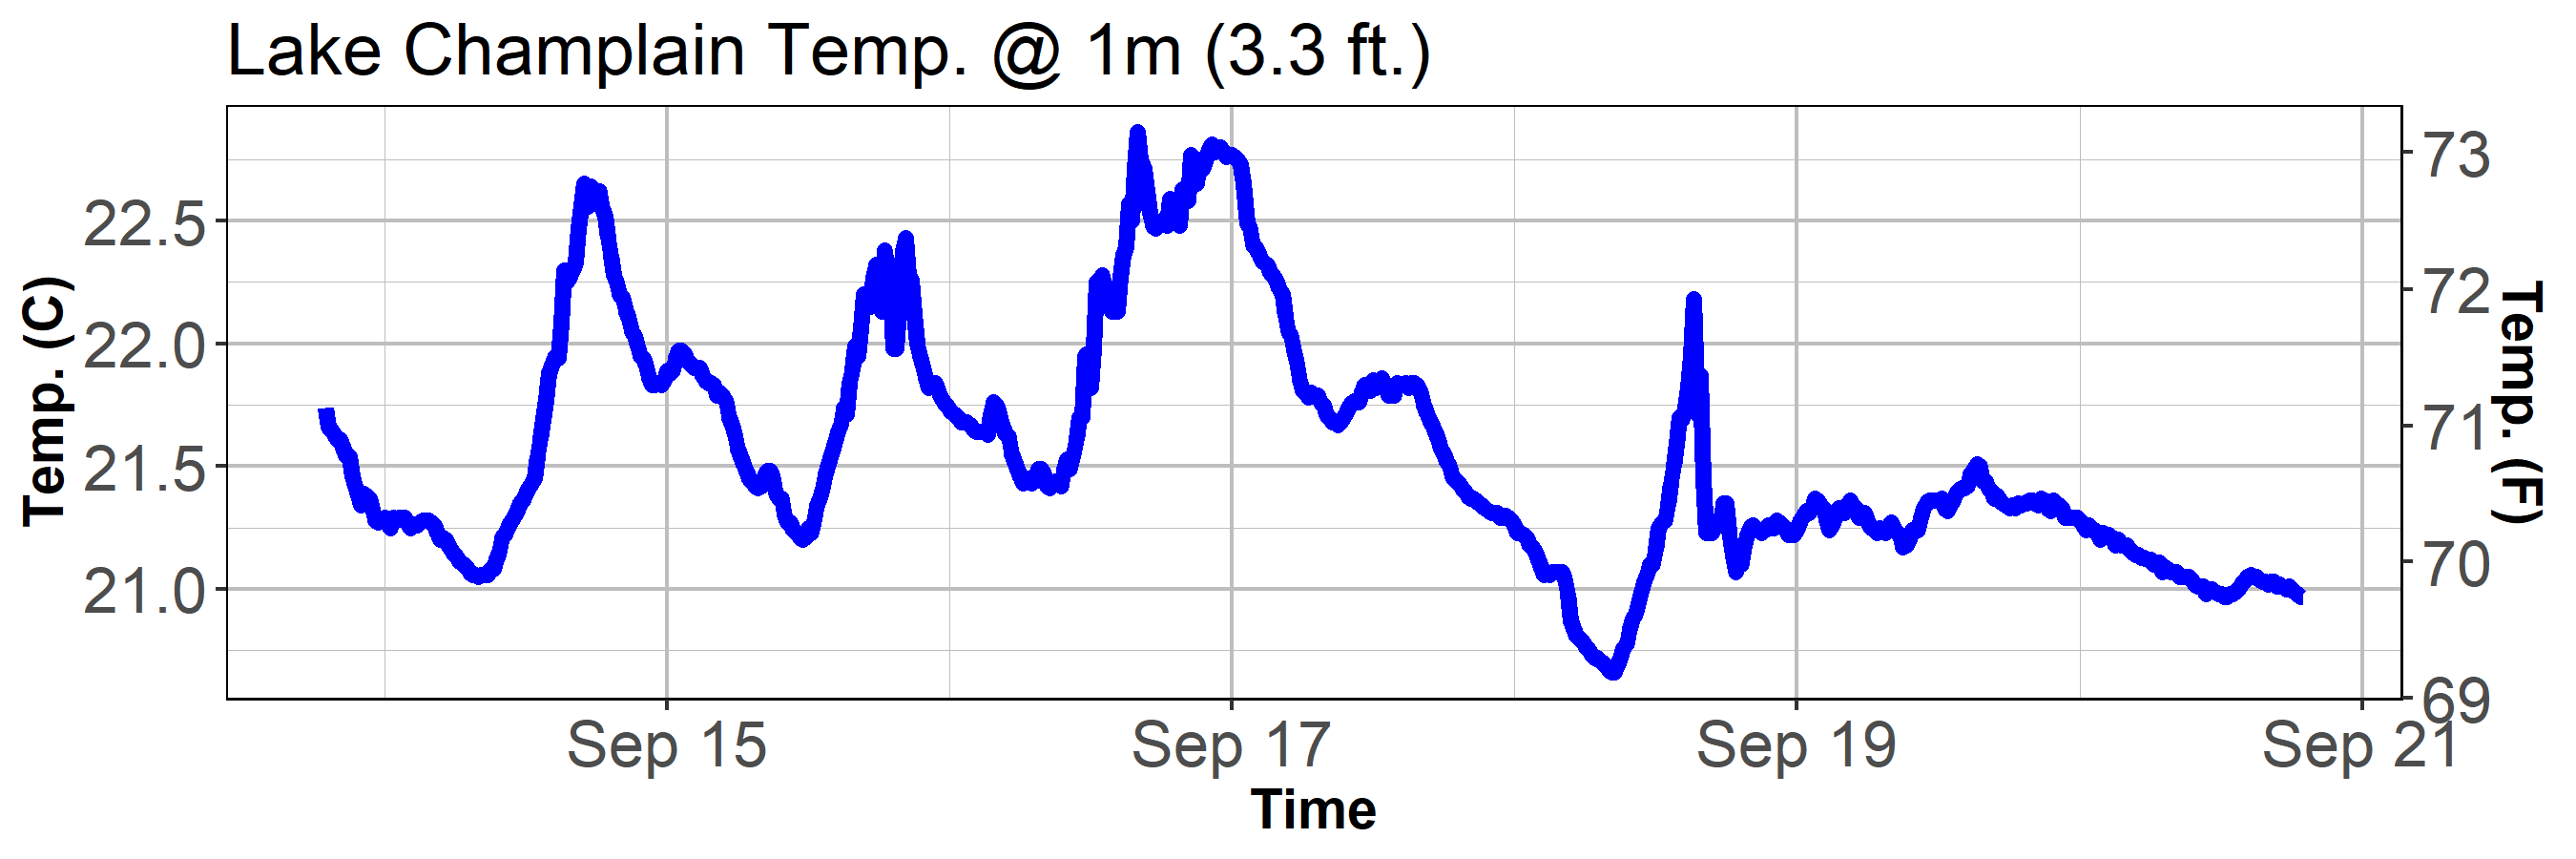 Lake Champlain Temp. @ 1m (3.3 ft.)
Temp. (C)
22.5
22.0
21.5
21.0
73
72
71
70
69
Temp. (F)
Sep 15
Sep 17
Sep 19
Sep 21
Time